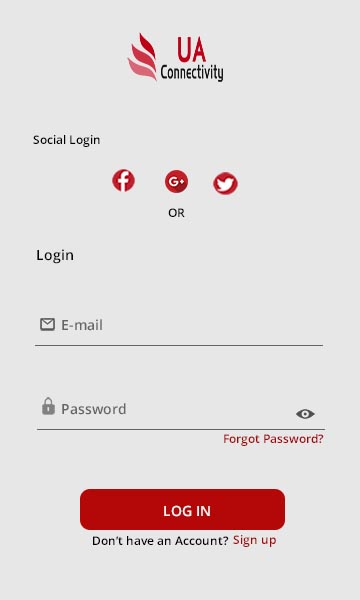 UA
Connectivity
Social Login
OR
Login
E-mail
Password
Forgot Password?
LOG IN
Don't have an Account? Sign up